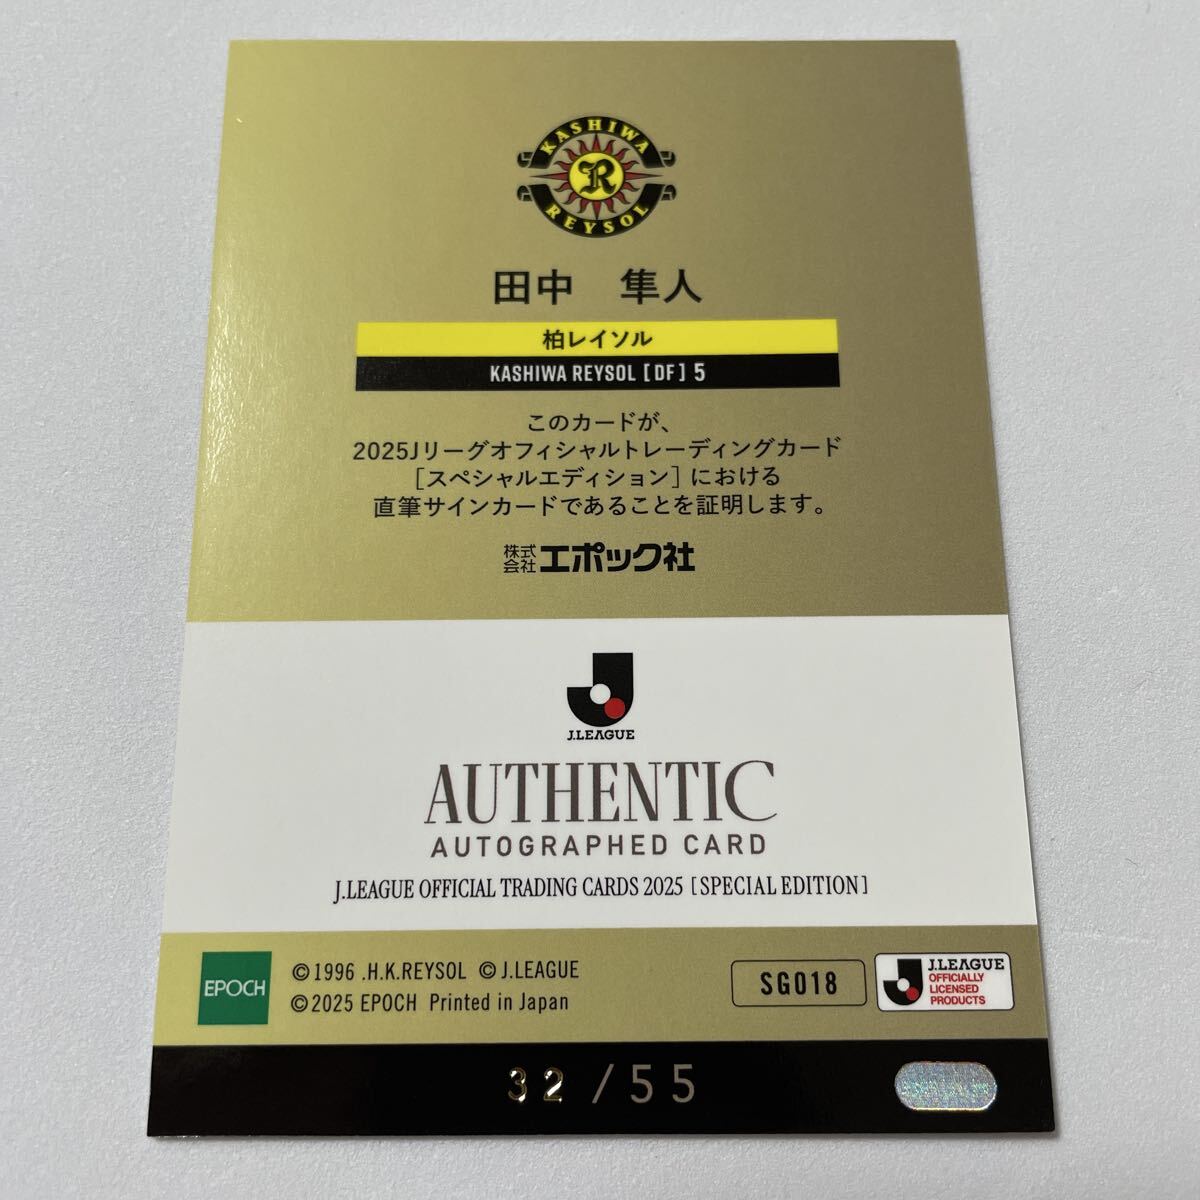 KASHIWA
R
REYSOL
田中　隼人
柏レイソル
KASHIWA REYSOL [DF] 5
このカードが、
2025Jリーグオフィシャルトレーディングカード
[スペシャルエディション] における
直筆サインカードであることを証明します。
株式会社 エポック社
J.LEAGUE
AUTHENTIC
AUTOGRAPHED CARD
J.LEAGUE OFFICIAL TRADING CARDS 2025 [SPECIAL EDITION]
EPOCH
©1996 .H.K.REYSOL ©J.LEAGUE
©2025 EPOCH Printed in Japan
SG018
J.LEAGUE
OFFICIALLY
LICENSED
PRODUCTS
32/55